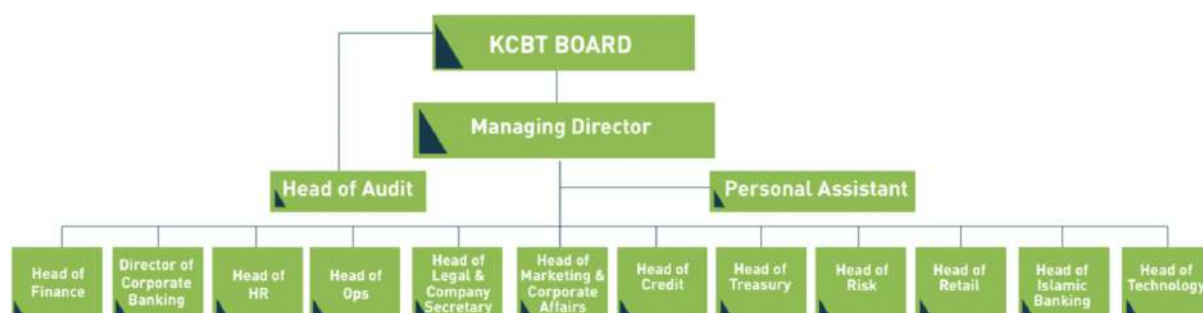 KCBT BOARD
Managing Director
Head of Audit
Personal Assistant
Head of
Finance
Director of
Corporate
Banking
Head of
HR
Head of
Ops
Head of
Legal &
Company
Secretary
Head of
Marketing &
Corporate
Affairs
Head of
Credit
Head of
Treasury
Head of
Risk
Head of
Retail
Head of
Islamic
Banking
Head of
Technology